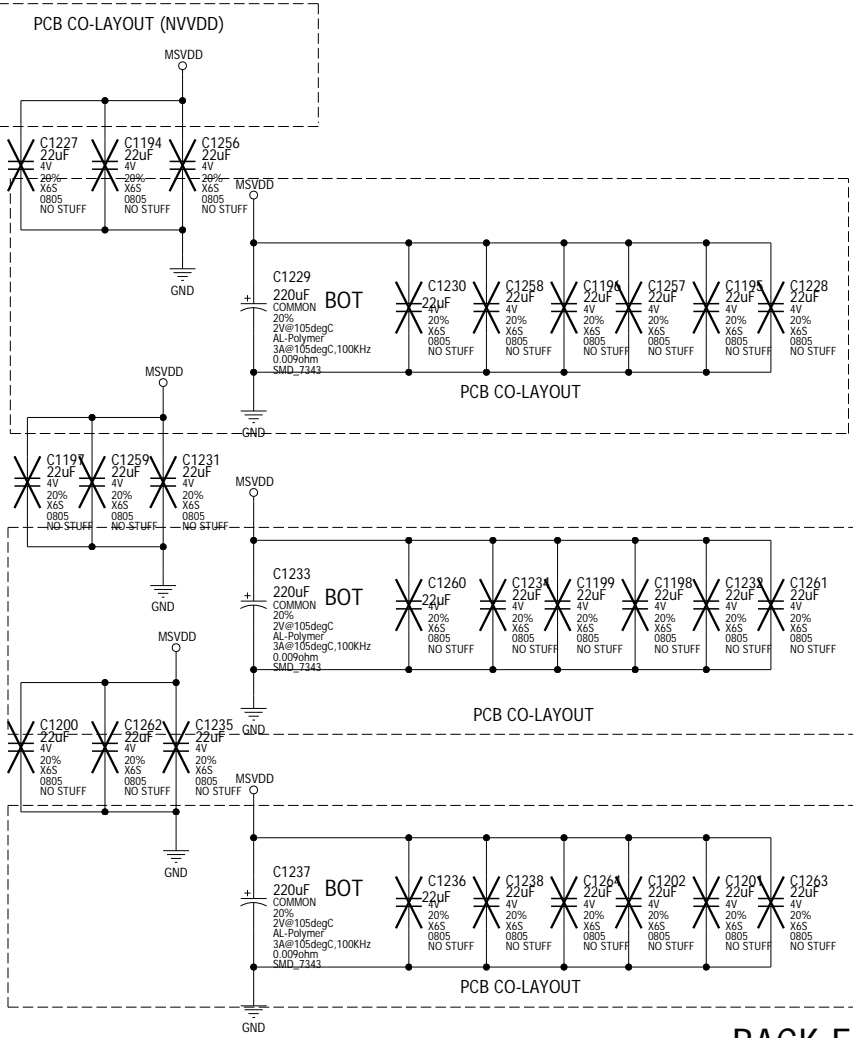 PCB CO-LAYOUT (NVVDD)
MSVDD
C1227
22uF
4V
20%
X6S
0805
NO STUFF
C1194
22uF
4V
20%
X6S
0805
NO STUFF
C1256
22uF
4V
20%
X6S
0805
NO STUFF
GND
MSVDD
C1229
220uF
COMMON
20%
2V@105degC
AL-Polymer
3A@105degC,100KHz
0.009ohm
SMD_7343
BOT
C1230
22uF
4V
20%
X6S
0805
NO STUFF
C1258
22uF
4V
20%
X6S
0805
NO STUFF
C1196
22uF
4V
20%
X6S
0805
NO STUFF
C1257
22uF
4V
20%
X6S
0805
NO STUFF
C1195
22uF
4V
20%
X6S
0805
NO STUFF
C1228
22uF
4V
20%
X6S
0805
NO STUFF
PCB CO-LAYOUT
GND
MSVDD
C1197
22uF
4V
20%
X6S
0805
NO STUFF
C1259
22uF
4V
20%
X6S
0805
NO STUFF
C1231
22uF
4V
20%
X6S
0805
NO STUFF
GND
MSVDD
C1233
220uF
COMMON
20%
2V@105degC
AL-Polymer
3A@105degC,100KHz
0.009ohm
SMD_7343
BOT
C1260
22uF
4V
20%
X6S
0805
NO STUFF
C1234
22uF
4V
20%
X6S
0805
NO STUFF
C1199
22uF
4V
20%
X6S
0805
NO STUFF
C1198
22uF
4V
20%
X6S
0805
NO STUFF
C1232
22uF
4V
20%
X6S
0805
NO STUFF
C1261
22uF
4V
20%
X6S
0805
NO STUFF
PCB CO-LAYOUT
GND
MSVDD
C1200
22uF
4V
20%
X6S
0805
NO STUFF
C1262
22uF
4V
20%
X6S
0805
NO STUFF
C1235
22uF
4V
20%
X6S
0805
NO STUFF
GND
MSVDD
C1237
220uF
COMMON
20%
2V@105degC
AL-Polymer
3A@105degC,100KHz
0.009ohm
SMD_7343
BOT
C1236
22uF
4V
20%
X6S
0805
NO STUFF
C1238
22uF
4V
20%
X6S
0805
NO STUFF
C1264
22uF
4V
20%
X6S
0805
NO STUFF
C1202
22uF
4V
20%
X6S
0805
NO STUFF
C1201
22uF
4V
20%
X6S
0805
NO STUFF
C1263
22uF
4V
20%
X6S
0805
NO STUFF
PCB CO-LAYOUT
GND